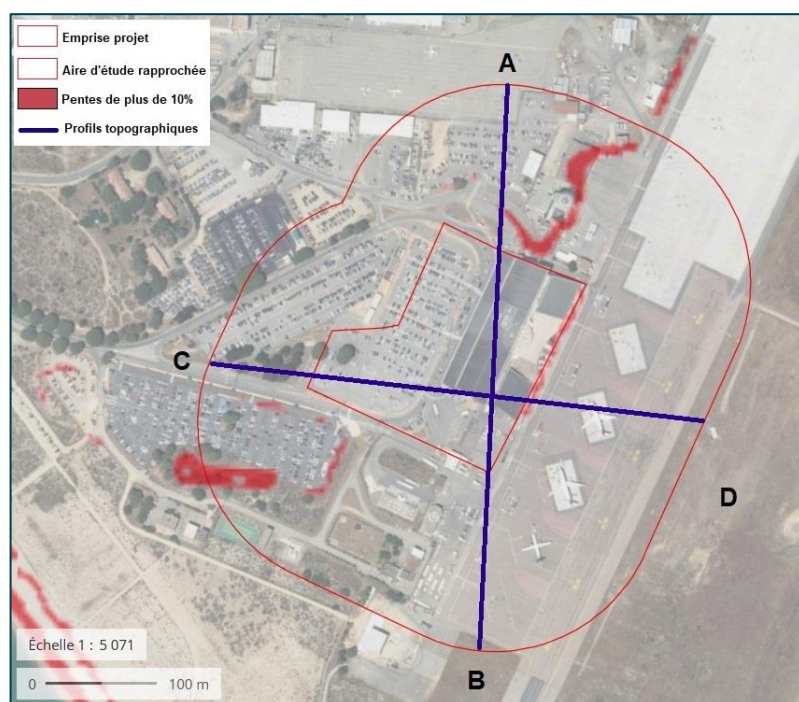 Emprise projet
Aire d'étude rapprochée
Pentes de plus de 10%
Profils topographiques
A
C
D
B
Échelle 1 : 5 071
0 100 m